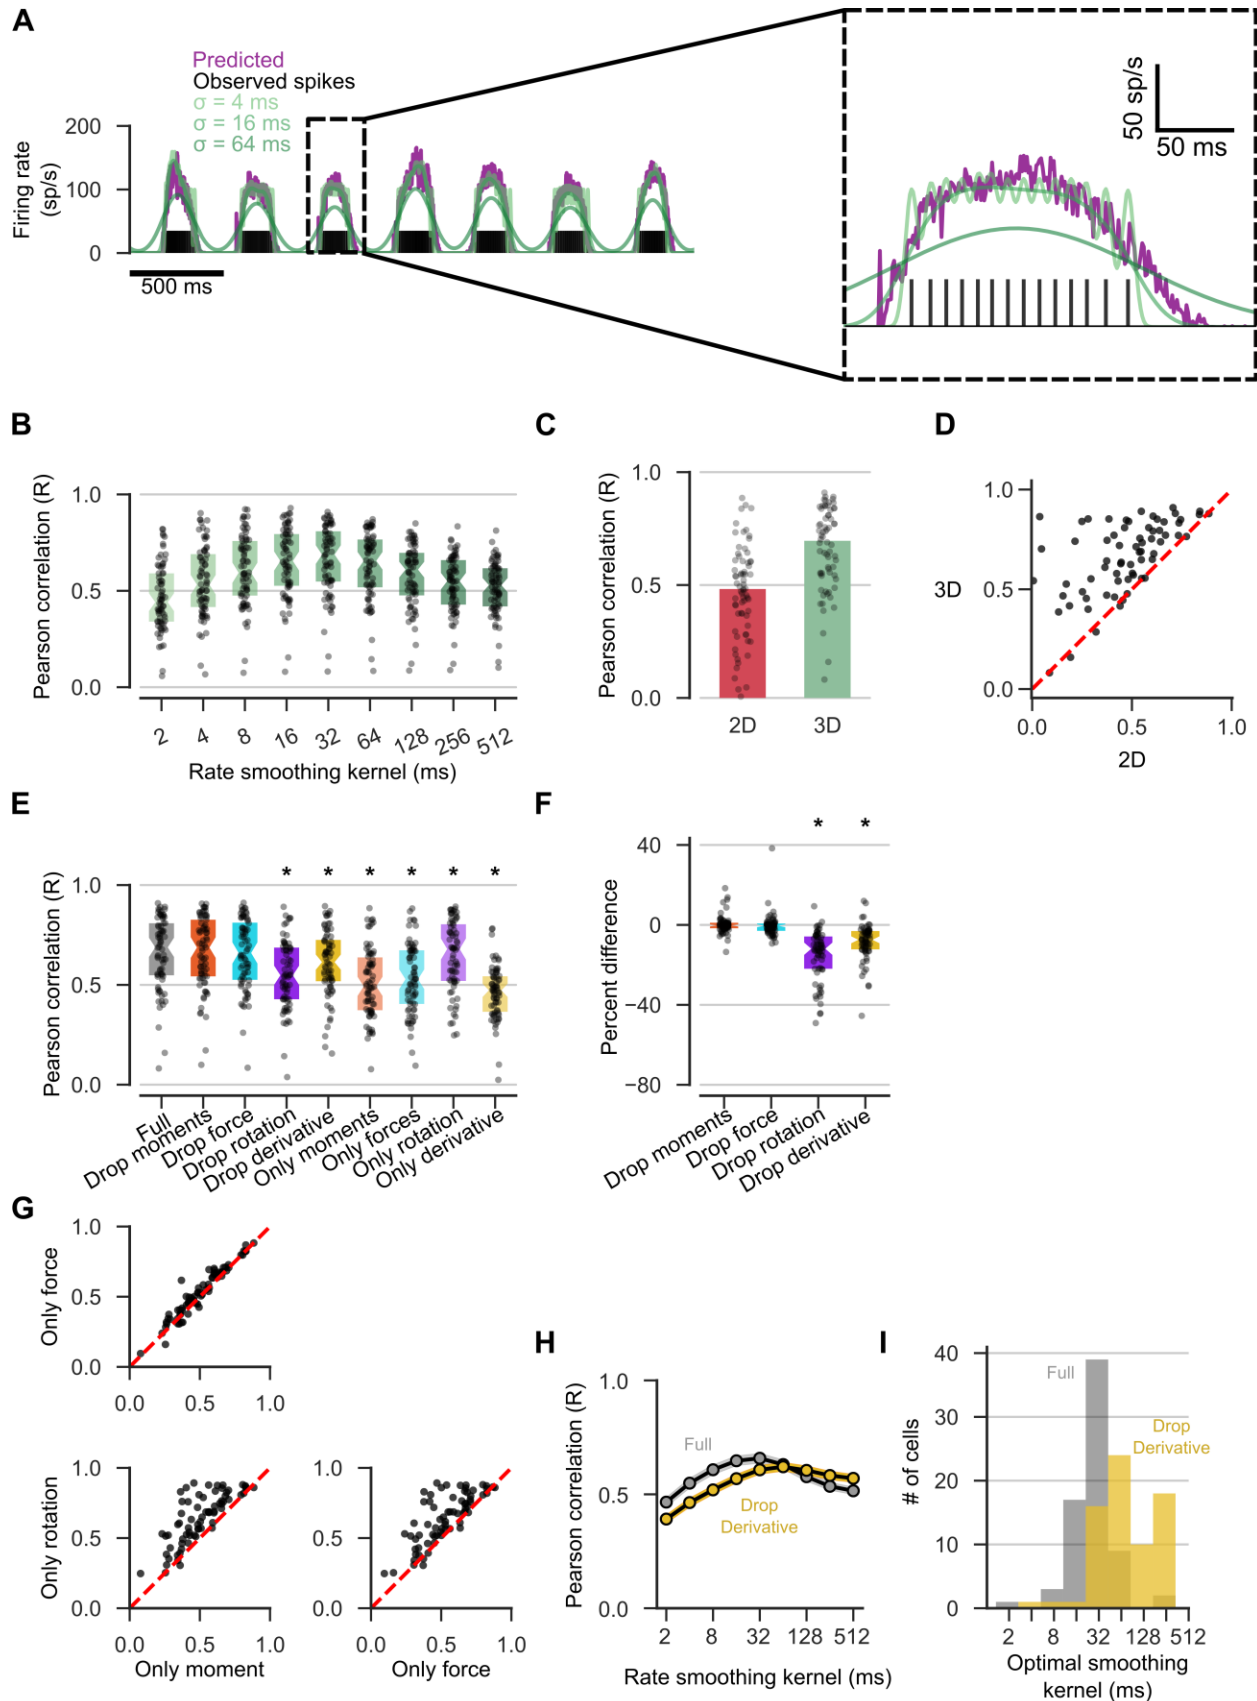 A
Predicted
Observed spikes
σ = 4 ms
σ = 16 ms
σ = 64 ms
Firing rate
(sp/s)
200
100
0
500 ms
50 sp/s
50 ms
B
Pearson correlation (R)
1.0
0.5
0.0
2 4 8 16 32 64 128 256 512
Rate smoothing kernel (ms)
C
Pearson correlation (R)
1.0
0.5
0.0
2D 3D
D
3D
1.0
0.5
0.0
0.0 0.5 1.0
2D
E
Pearson correlation (R)
1.0
0.5
0.0
* * * * * *
Full
Drop moments
Drop force
Drop rotation
Drop derivative
Only moments
Only forces
Only rotation
Only derivative
F
Percent difference
* *
40
0
−40
−80
Drop moments
Drop force
Drop rotation
Drop derivative
G
Only force
1.0
0.5
0.0
0.0 0.5 1.0
Only rotation
1.0
0.5
0.0
0.0 0.5 1.0
Only moment
1.0
0.5
0.0
0.0 0.5 1.0
Only force
H
Pearson correlation (R)
1.0
0.5
0.0
Full
Drop
Derivative
2 8 32 128 512
Rate smoothing kernel (ms)
I
# of cells
40
30
20
10
0
Full
Drop
Derivative
2 8 32 128 512
Optimal smoothing
kernel (ms)